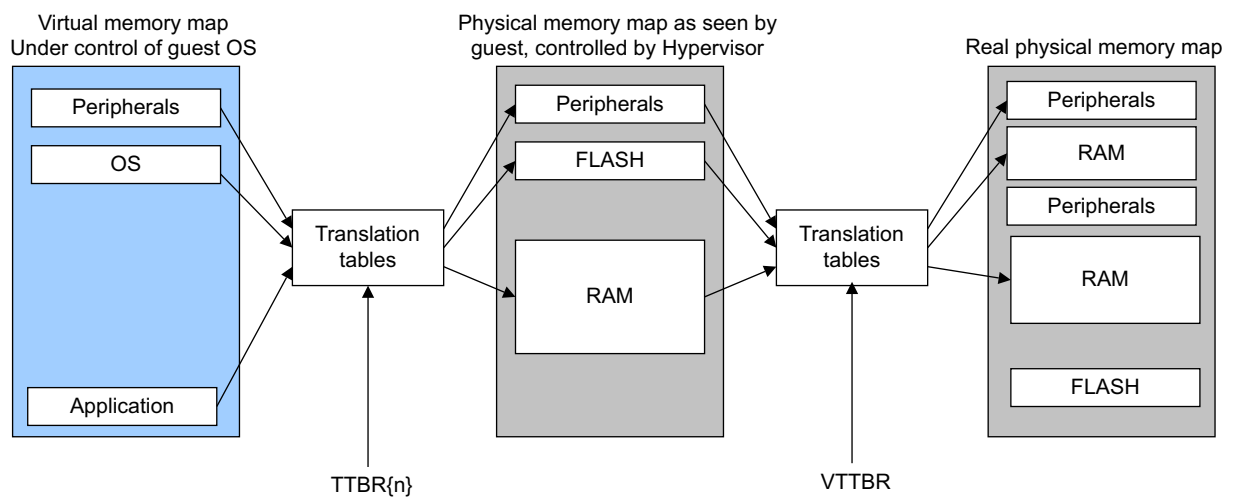 Virtual memory map
Under control of guest OS
Peripherals
OS
Application
Translation
tables
TTBR{n}
Physical memory map as seen by
guest, controlled by Hypervisor
Peripherals
FLASH
RAM
Translation
tables
VTTBR
Real physical memory map
Peripherals
RAM
Peripherals
RAM
FLASH